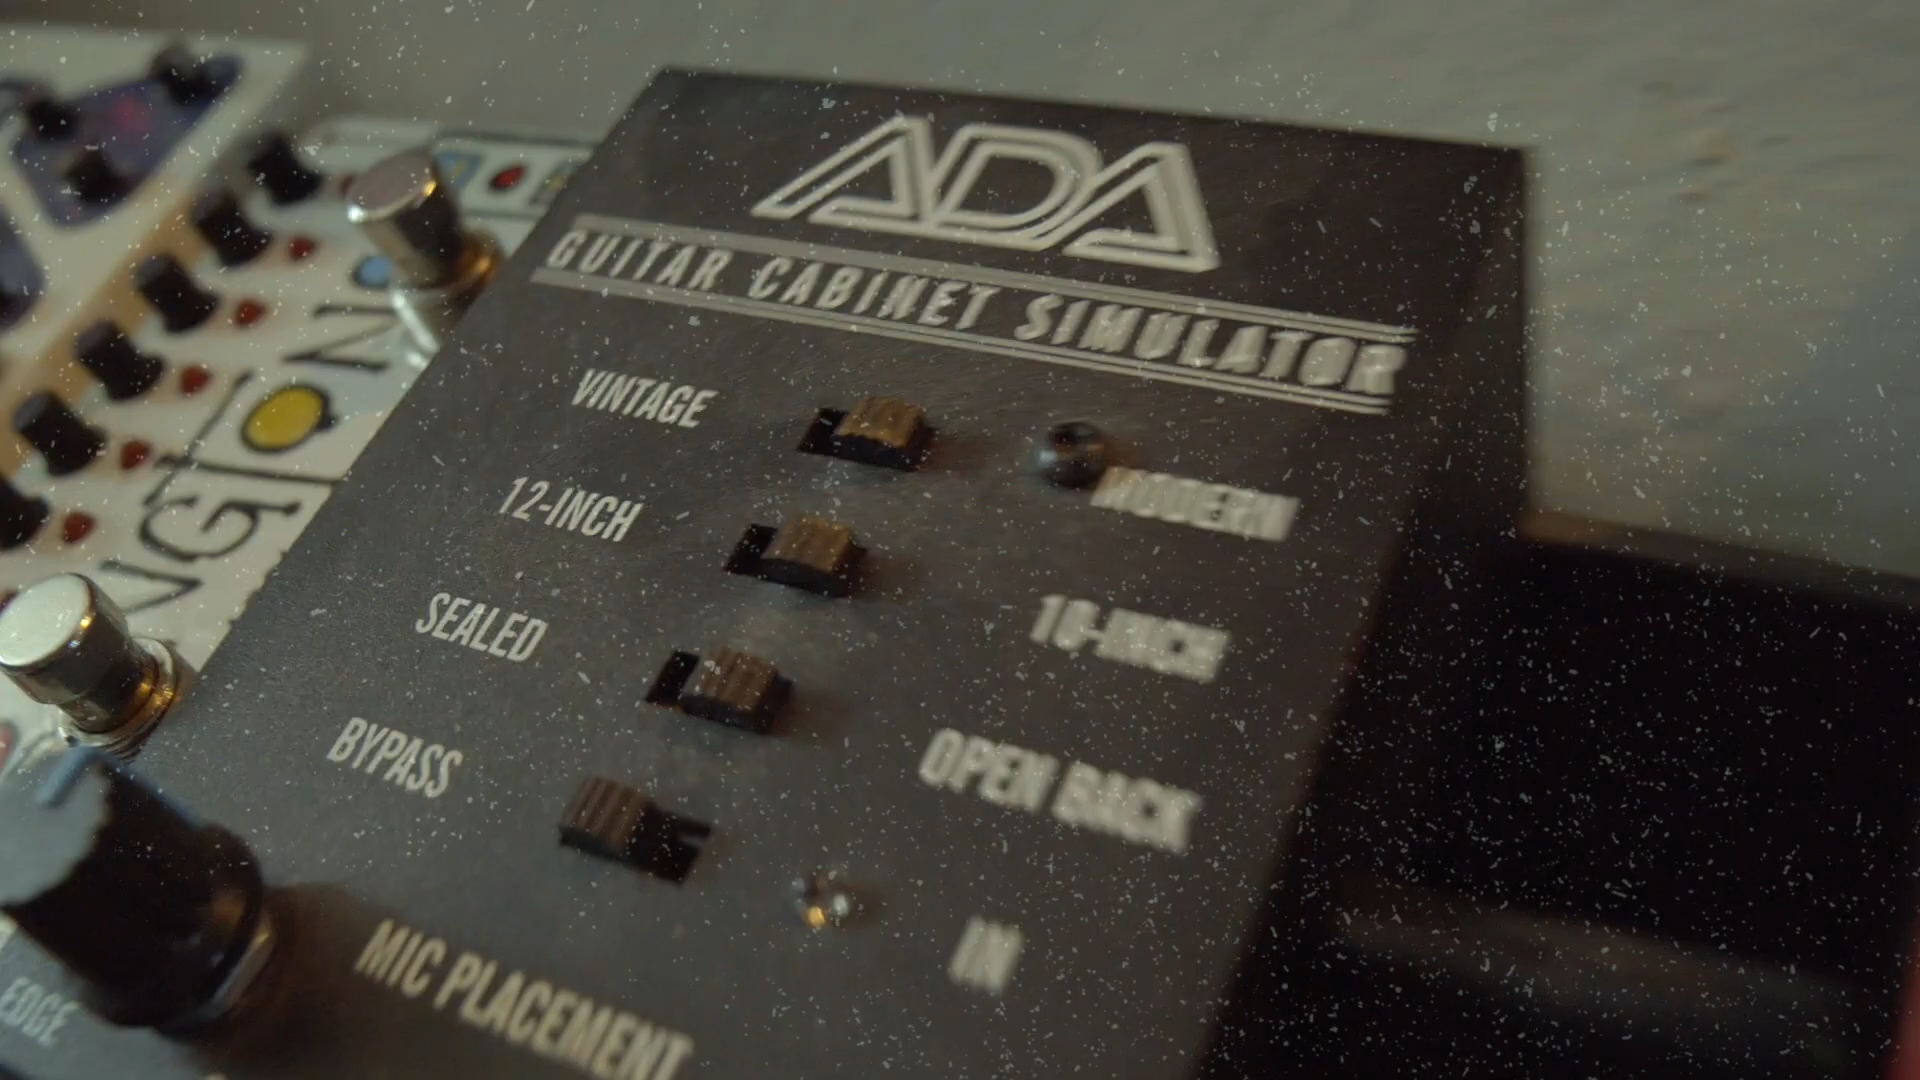 ADA
GUITAR CABINET SIMULATOR
VINTAGE
MODERN
12-INCH
10-INCH
SEALED
OPEN BACK
BYPASS
IN
MIC PLACEMENT
EDGE